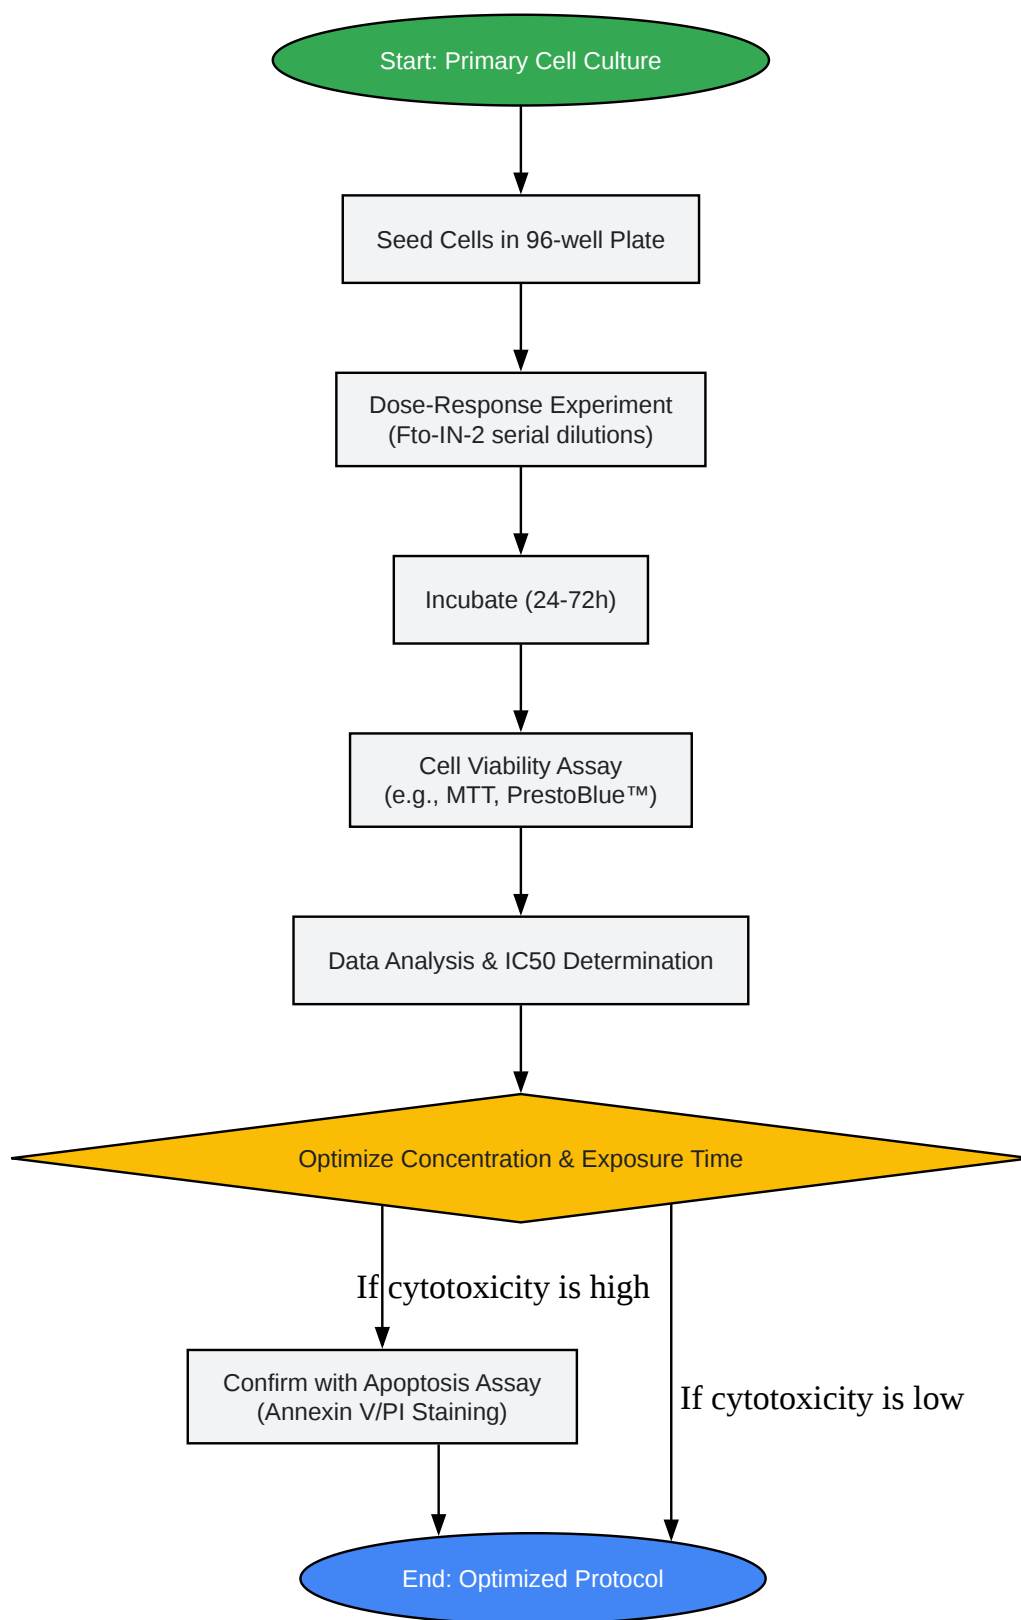 Start: Primary Cell Culture
Seed Cells in 96-well Plate
Dose-Response Experiment
(Fto-IN-2 serial dilutions)
Incubate (24-72h)
Cell Viability Assay
(e.g., MTT, PrestoBlue™)
Data Analysis & IC50 Determination
Optimize Concentration & Exposure Time
If cytotoxicity is high
Confirm with Apoptosis Assay
(Annexin V/PI Staining)
If cytotoxicity is low
End: Optimized Protocol